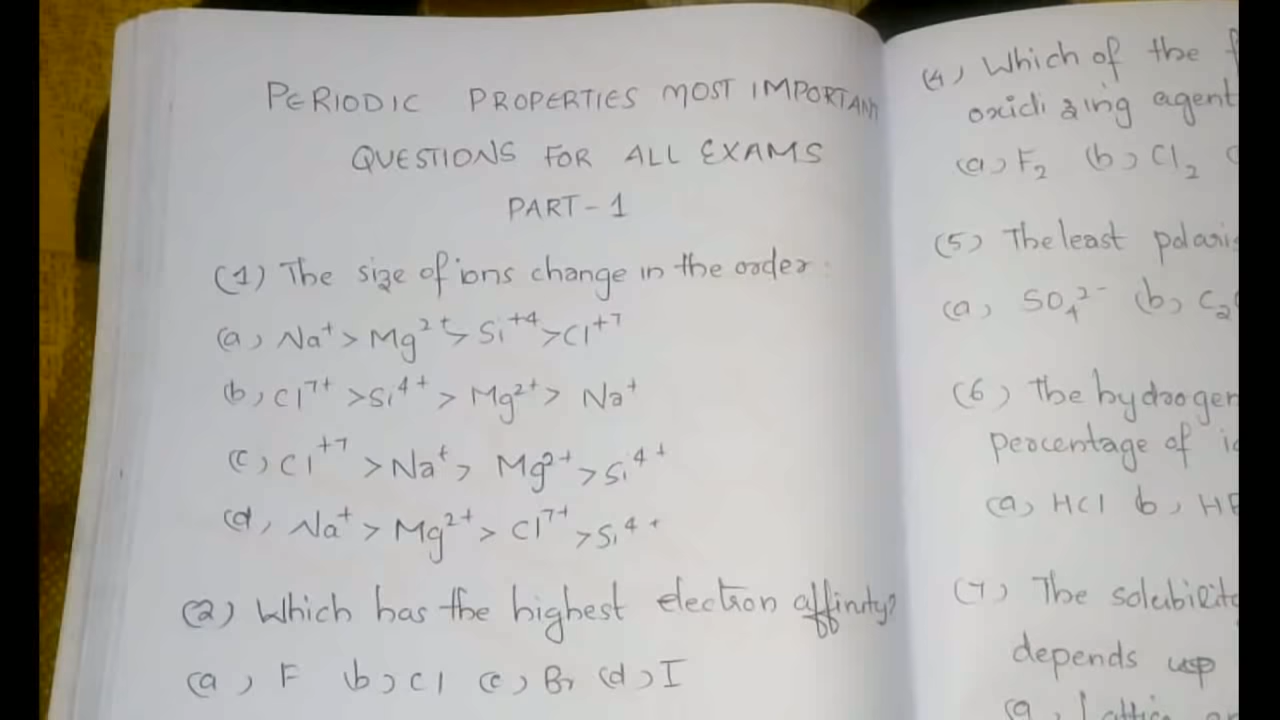 PERIODIC PROPERTIES MOST IMPORTANT
QUESTIONS FOR ALL EXAMS
PART-1
(1) The size of ions change in the order:
(a) Na⁺ > Mg²⁺ > Si⁺⁴ > Cl⁺⁷
(b) Cl⁷⁺ > Si⁴⁺ > Mg²⁺ > Na⁺
(c) Cl⁺⁷ > Na⁺ > Mg²⁺ > Si⁴⁺
(d) Na⁺ > Mg²⁺ > Cl⁷⁺ > Si⁴⁺
(2) Which has the highest electron affinity?
(a) F (b) Cl (c) Br (d) I
(4) Which of the
oxidizing agent
(a) F₂ (b) Cl₂
(5) The least
(a) SO₄²⁻ (b)
(6) The hydrogen
percentage of
(a) HCl (b)
(7) The
depends up
(a)